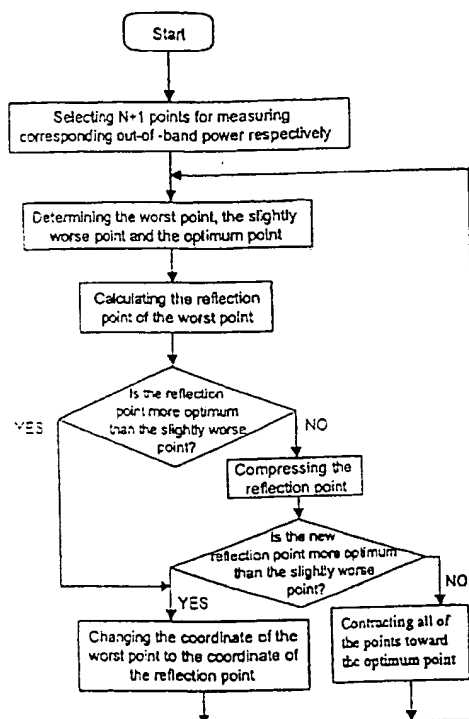 Start
Selecting N+1 points for measuring
corresponding out-of -band power respectively
Determining the worst point, the slightly
worse point and the optimum point
Calculating the reflection
point of the worst point
Is the reflection
point more optimum
than the slightly worse
point?
YES
NO
Compressing the
reflection point
Is the new
reflection point more optimum
than the slightly worse
point?
YES
NO
Changing the coordinate of the
worst point to the coordinate of
the reflection point
Contracting all of
the points toward
the optimum point